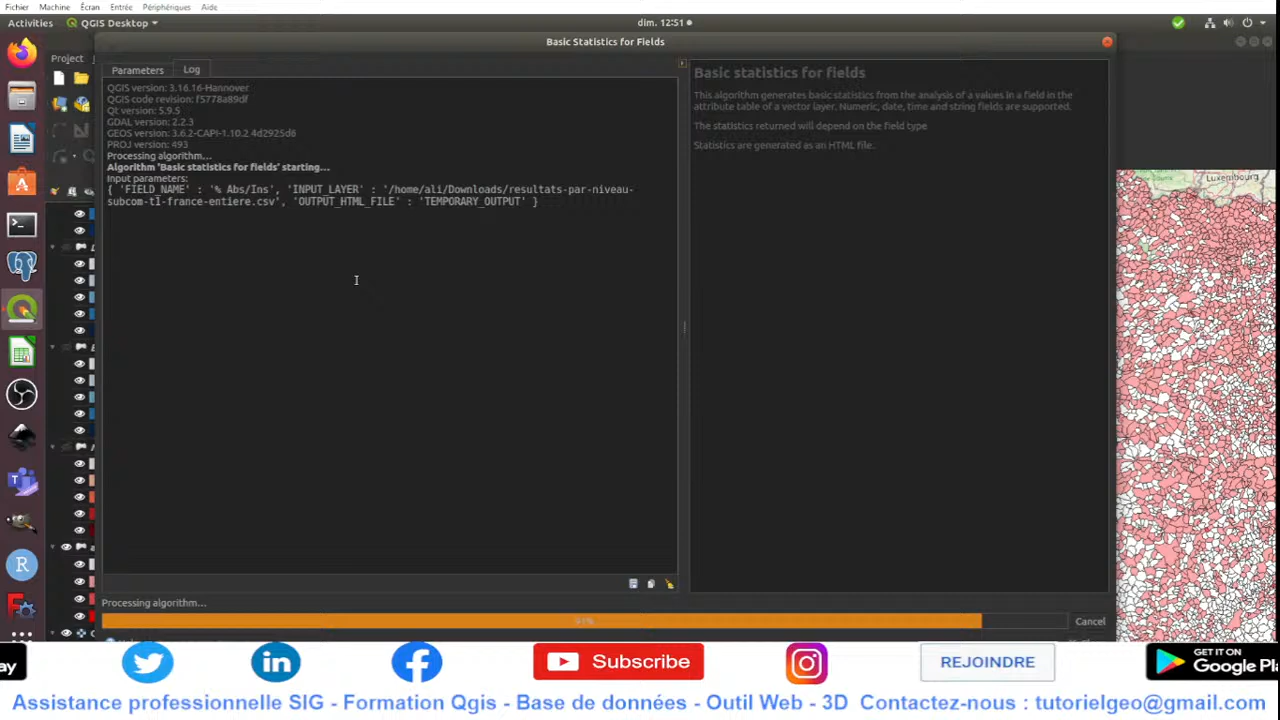 Fichier Machine Écran Entrée Périphériques Aide
Activities QGIS Desktop dim. 12:51
Basic Statistics for Fields
Project
Parameters Log
QGIS version: 3.16.16-Hannover
QGIS code revision: f5778a89df
Qt version: 5.9.5
GDAL version: 2.2.3
GEOS version: 3.6.2-CAPI-1.10.2 4d2925d6
PROJ version: 493
Processing algorithm...
Algorithm 'Basic statistics for fields' starting...
Input parameters:
{ 'FIELD_NAME' : '% Abs/Ins', 'INPUT_LAYER' : '/home/ali/Downloads/resultats-par-niveau-
subcom-t1-france-entiere.csv', 'OUTPUT_HTML_FILE' : 'TEMPORARY_OUTPUT' }
Basic statistics for fields
This algorithm generates basic statistics from the analysis of a values in a field in the
attribute table of a vector layer. Numeric, date, time and string fields are supported.
The statistics returned will depend on the field type
Statistics are generated as an HTML file.
Luxembourg
Processing algorithm...
Cancel
Subscribe
REJOINDRE
GET IT ON
Assistance professionnelle SIG - Formation Qgis - Base de données - Outil Web - 3D Contactez-nous : tutorielgeo@gmail.com